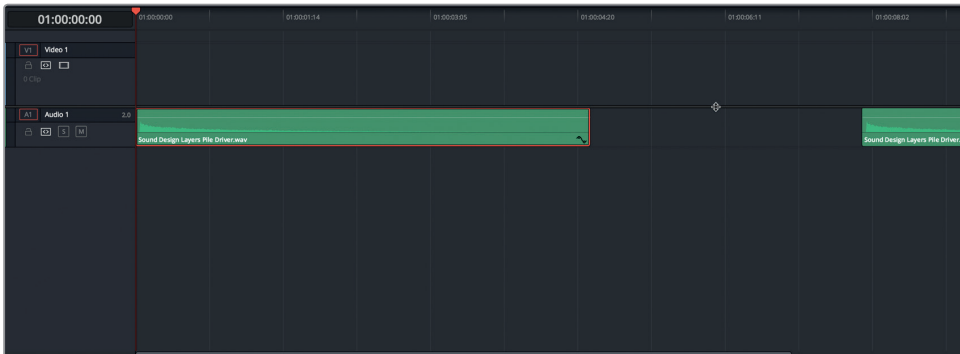 01:00:00:00
01:00:00:00 01:00:01:14 01:00:03:05 01:00:04:20 01:00:06:11 01:00:08:02
V1 Video 1
0 Clip
A1 Audio 1 2.0
S M
Sound Design Layers Pile Driver.wav
Sound Design Layers Pile Driver.